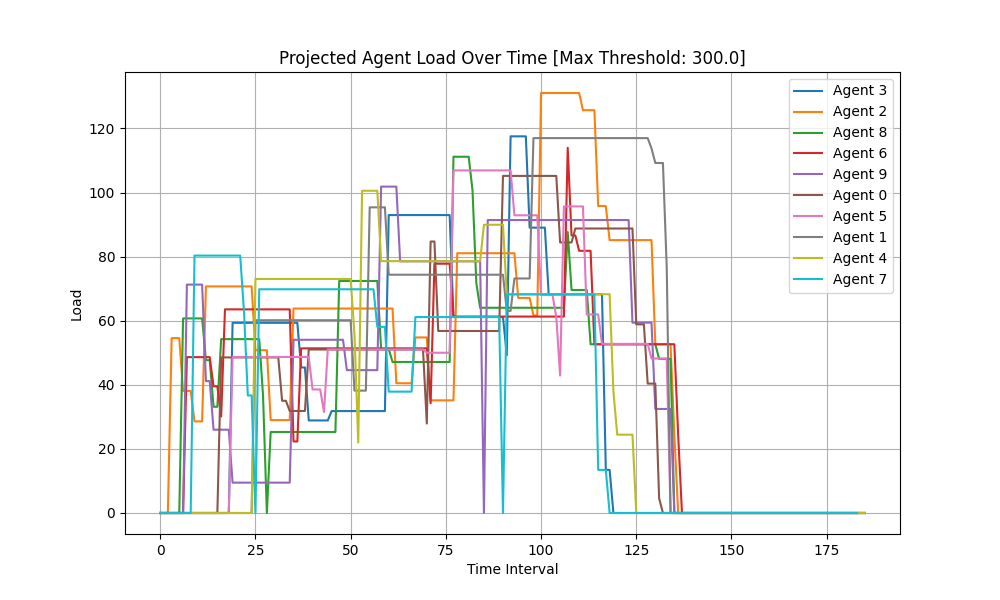 Projected Agent Load Over Time [Max Threshold: 300.0]
Load
120
100
80
60
40
20
0
Agent 3
Agent 2
Agent 8
Agent 6
Agent 9
Agent 0
Agent 5
Agent 1
Agent 4
Agent 7
0 25 50 75 100 125 150 175
Time Interval